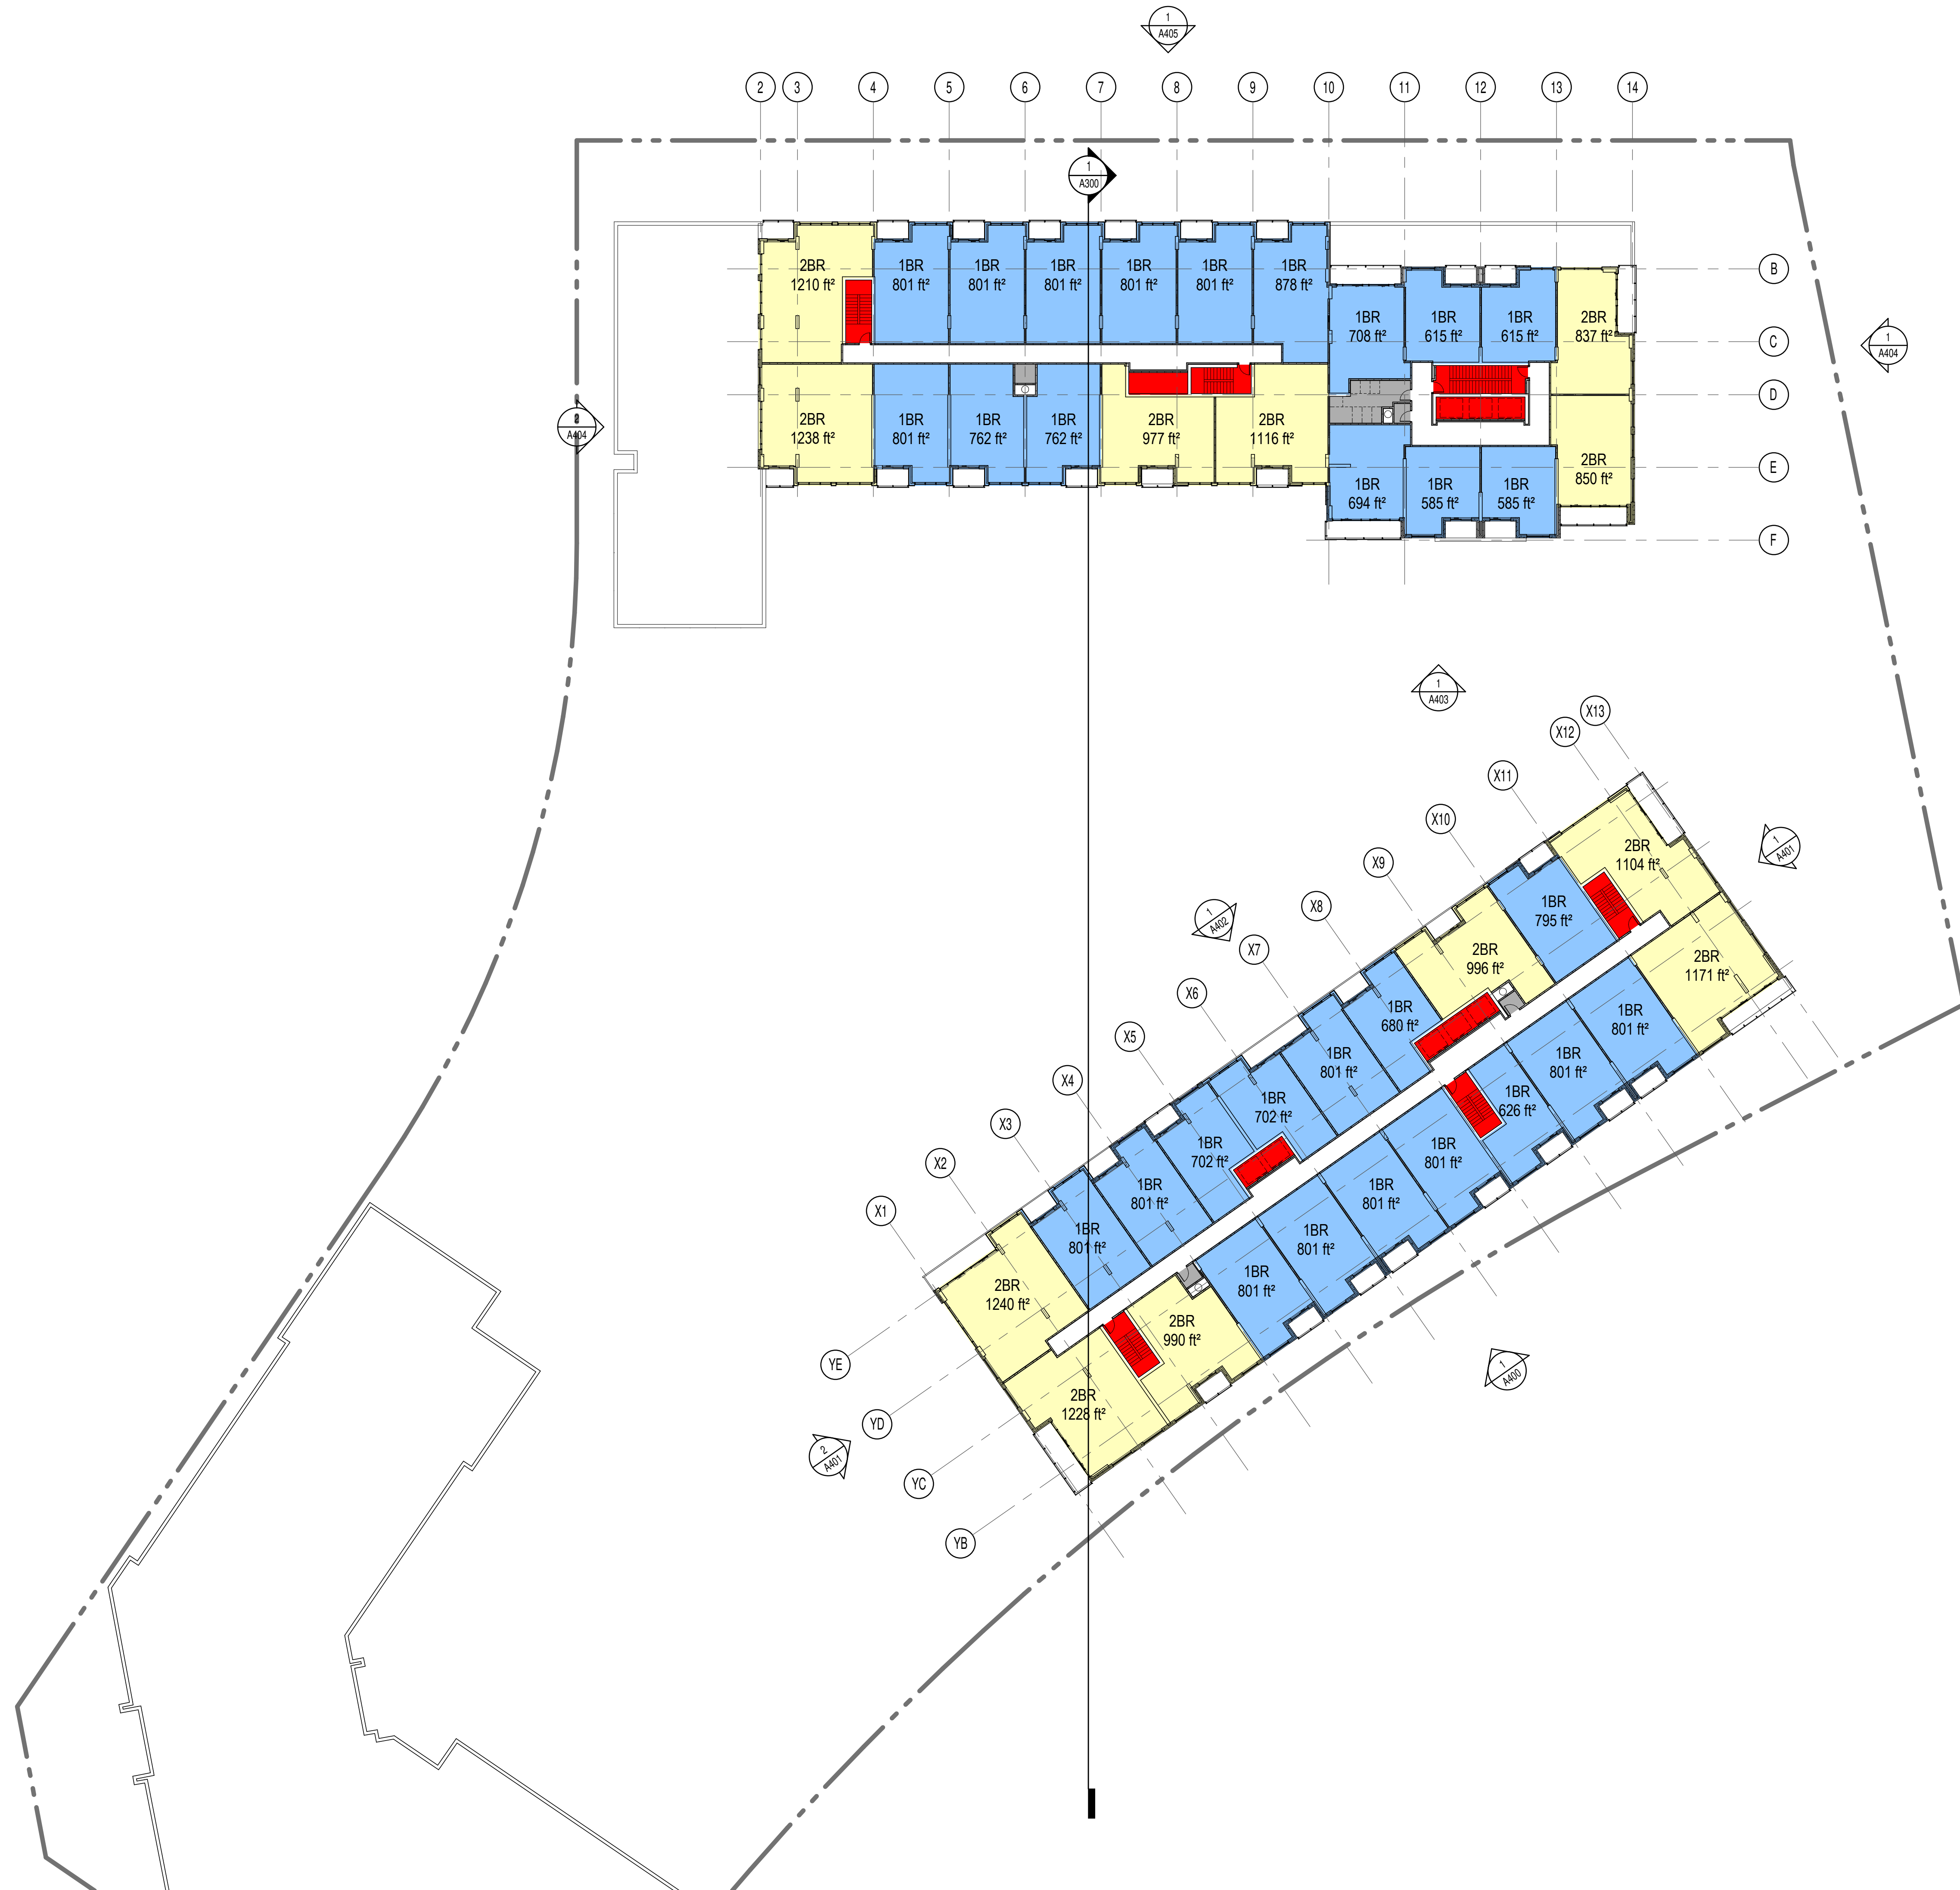 1
A405
2
3
4
5
6
7
8
9
10
11
12
13
14
1
A300
2BR
1210 ft²
1BR
801 ft²
1BR
801 ft²
1BR
801 ft²
1BR
801 ft²
1BR
801 ft²
1BR
878 ft²
B
1BR
708 ft²
1BR
615 ft²
1BR
615 ft²
2BR
837 ft²
C
1
A404
D
A404
2BR
1238 ft²
1BR
801 ft²
1BR
762 ft²
1BR
762 ft²
2BR
977 ft²
2BR
1116 ft²
E
1BR
694 ft²
1BR
585 ft²
1BR
585 ft²
2BR
850 ft²
F
1
A403
X13
X12
X11
X10
X9
X8
X7
X6
X5
X4
X3
X2
X1
1
A401
1
A402
2BR
1104 ft²
1BR
795 ft²
2BR
996 ft²
2BR
1171 ft²
1BR
680 ft²
1BR
801 ft²
1BR
801 ft²
1BR
801 ft²
1BR
702 ft²
1BR
626 ft²
1BR
702 ft²
1BR
801 ft²
1BR
801 ft²
1BR
801 ft²
1BR
801 ft²
1BR
801 ft²
1BR
801 ft²
2BR
1240 ft²
2BR
990 ft²
2BR
1228 ft²
YE
YD
YC
YB
1
A400
2
A401